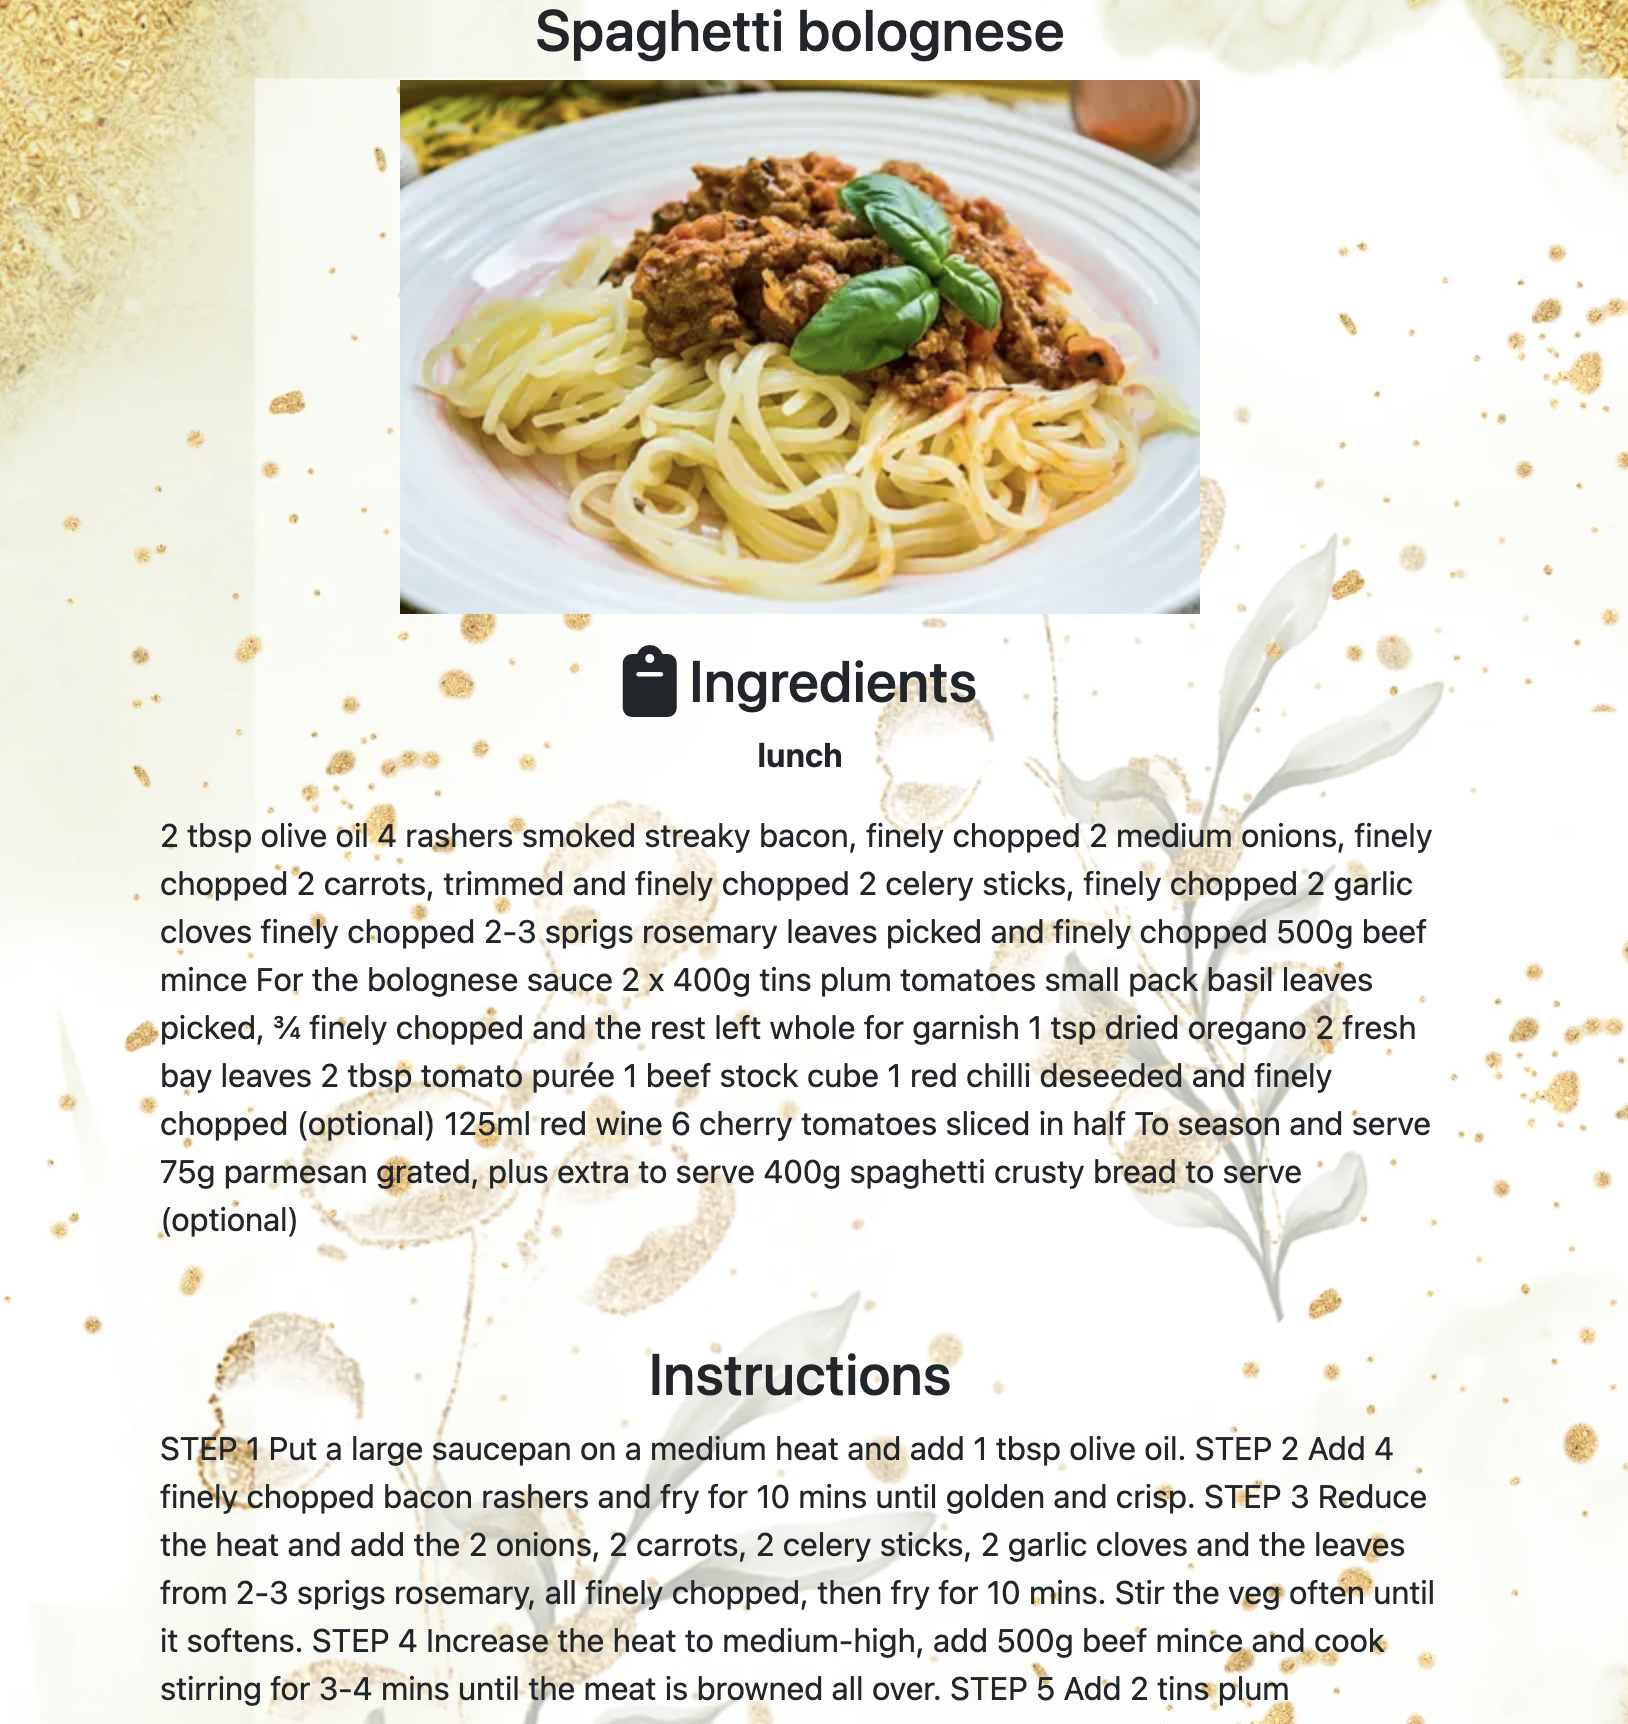 Spaghetti bolognese
Ingredients
lunch
2 tbsp olive oil 4 rashers smoked streaky bacon, finely chopped 2 medium onions, finely
chopped 2 carrots, trimmed and finely chopped 2 celery sticks, finely chopped 2 garlic
cloves finely chopped 2-3 sprigs rosemary leaves picked and finely chopped 500g beef
mince For the bolognese sauce 2 x 400g tins plum tomatoes small pack basil leaves
picked, ¾ finely chopped and the rest left whole for garnish 1 tsp dried oregano 2 fresh
bay leaves 2 tbsp tomato purée 1 beef stock cube 1 red chilli deseeded and finely
chopped (optional) 125ml red wine 6 cherry tomatoes sliced in half To season and serve
75g parmesan grated, plus extra to serve 400g spaghetti crusty bread to serve
(optional)
Instructions
STEP 1 Put a large saucepan on a medium heat and add 1 tbsp olive oil. STEP 2 Add 4
finely chopped bacon rashers and fry for 10 mins until golden and crisp. STEP 3 Reduce
the heat and add the 2 onions, 2 carrots, 2 celery sticks, 2 garlic cloves and the leaves
from 2-3 sprigs rosemary, all finely chopped, then fry for 10 mins. Stir the veg often until
it softens. STEP 4 Increase the heat to medium-high, add 500g beef mince and cook
stirring for 3-4 mins until the meat is browned all over. STEP 5 Add 2 tins plum